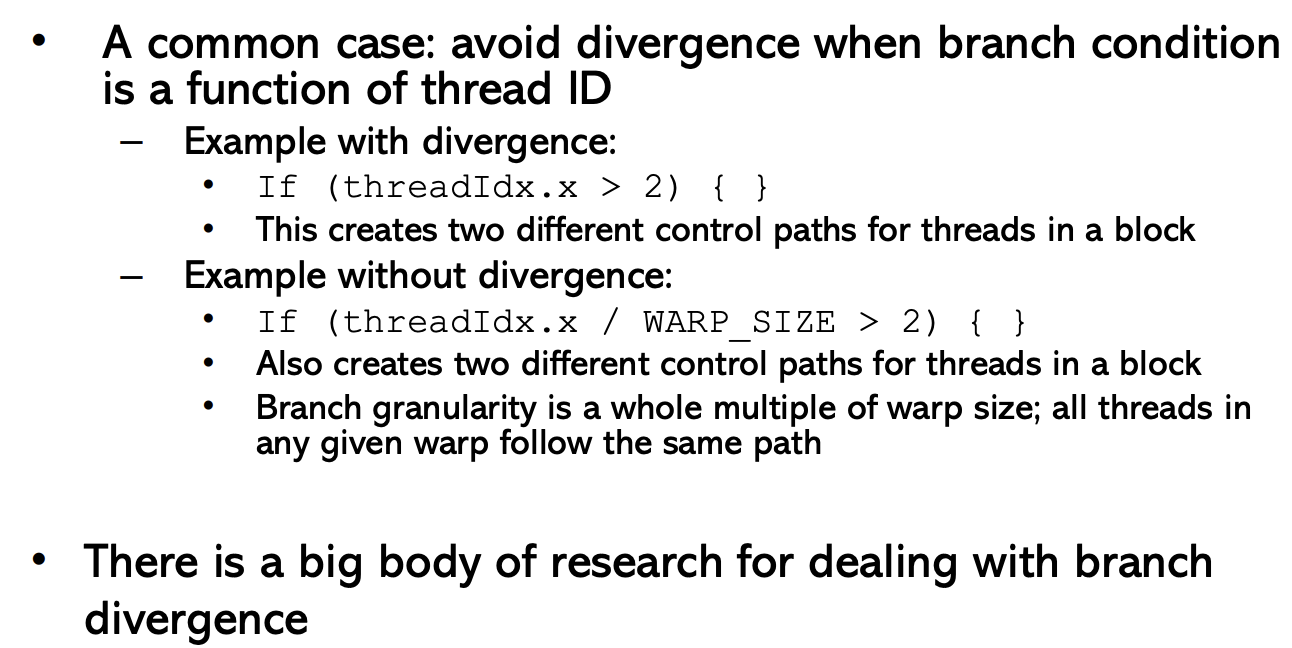 • A common case: avoid divergence when branch condition
is a function of thread ID
– Example with divergence:
• If (threadIdx.x > 2) { }
• This creates two different control paths for threads in a block
– Example without divergence:
• If (threadIdx.x / WARP_SIZE > 2) { }
• Also creates two different control paths for threads in a block
• Branch granularity is a whole multiple of warp size; all threads in
any given warp follow the same path
• There is a big body of research for dealing with branch
divergence